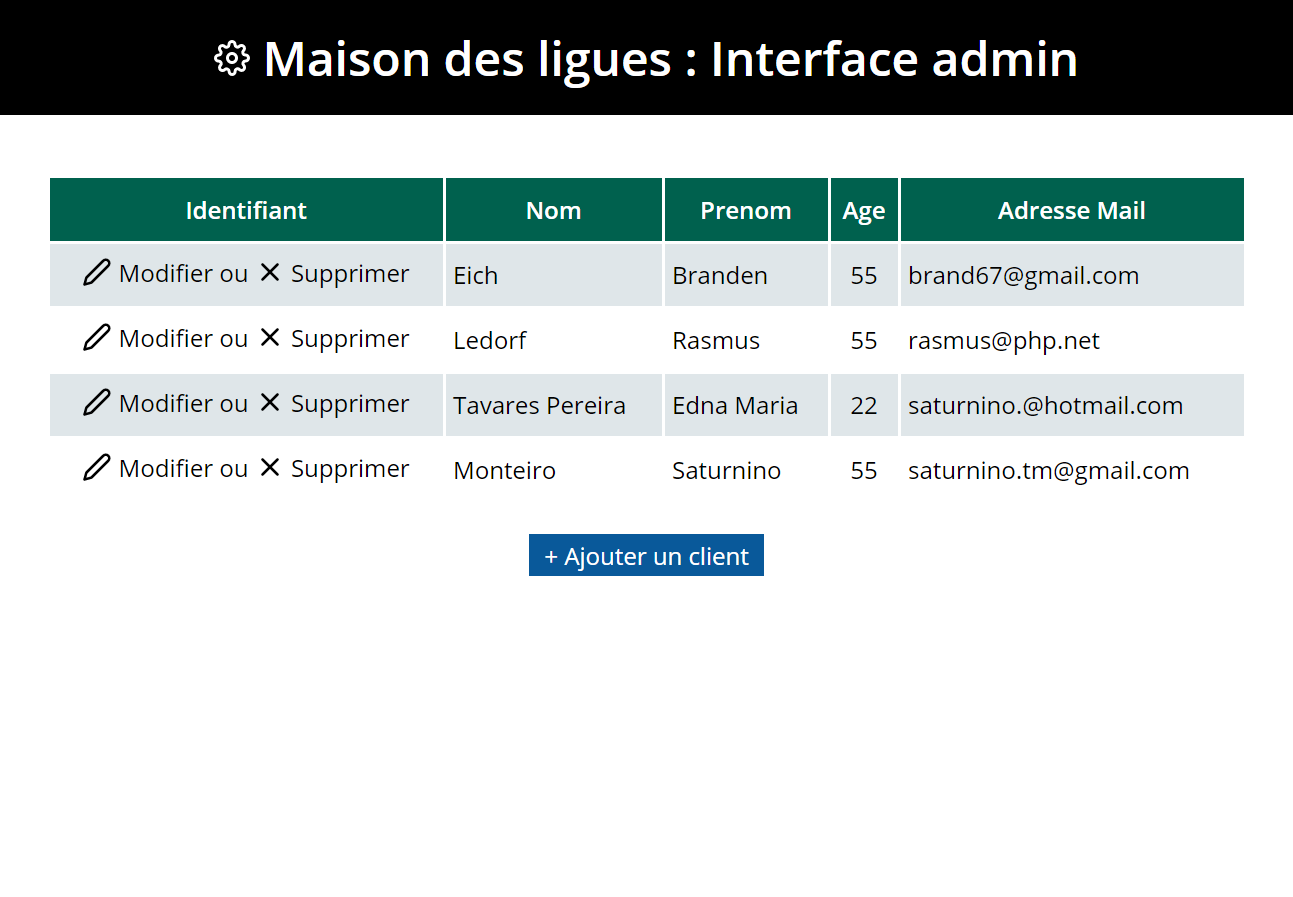 Maison des ligues : Interface admin
Identifiant Nom Prenom Age Adresse Mail
Modifier ou Supprimer Eich Branden 55 brand67@gmail.com
Modifier ou Supprimer Ledorf Rasmus 55 rasmus@php.net
Modifier ou Supprimer Tavares Pereira Edna Maria 22 saturnino.@hotmail.com
Modifier ou Supprimer Monteiro Saturnino 55 saturnino.tm@gmail.com
+ Ajouter un client